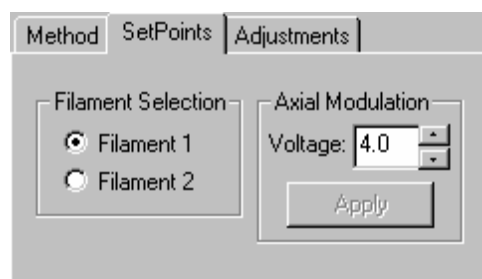 Method SetPoints Adjustments
Filament Selection
Filament 1
Filament 2
Axial Modulation
Voltage: 4.0
Apply